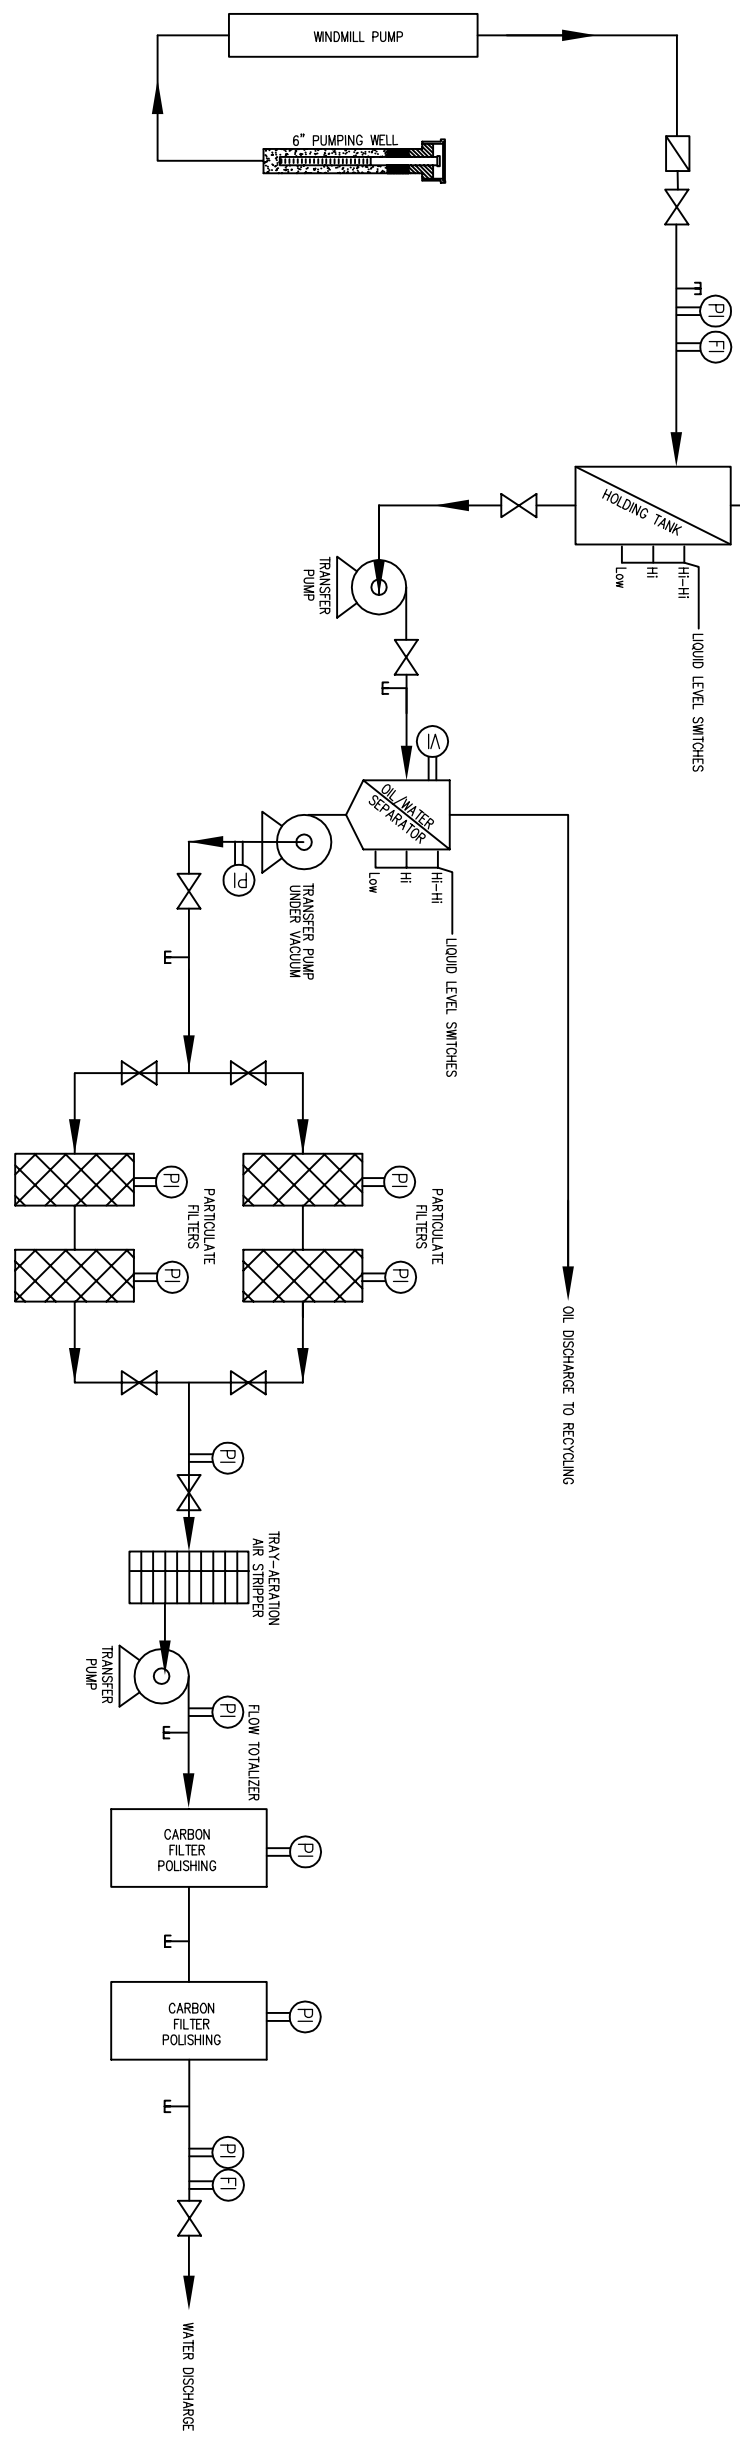 WINDMILL PUMP
6" PUMPING WELL
PI
FI
HOLDING TANK
Low
Hi
Hi-Hi
LIQUID LEVEL SWITCHES
TRANSFER
PUMP
VI
OIL/WATER
SEPARATOR
Low
Hi
Hi-Hi
LIQUID LEVEL SWITCHES
PI
TRANSFER PUMP
UNDER VACUUM
PI
PI
PARTICULATE
FILTERS
PARTICULATE
FILTERS
PI
PI
OIL DISCHARGE TO RECYCLING
PI
TRAY-AERATION
AIR STRIPPER
TRANSFER
PUMP
PI
FLOW TOTALIZER
CARBON
FILTER
POLISHING
PI
CARBON
FILTER
POLISHING
PI
PI
FI
WATER DISCHARGE